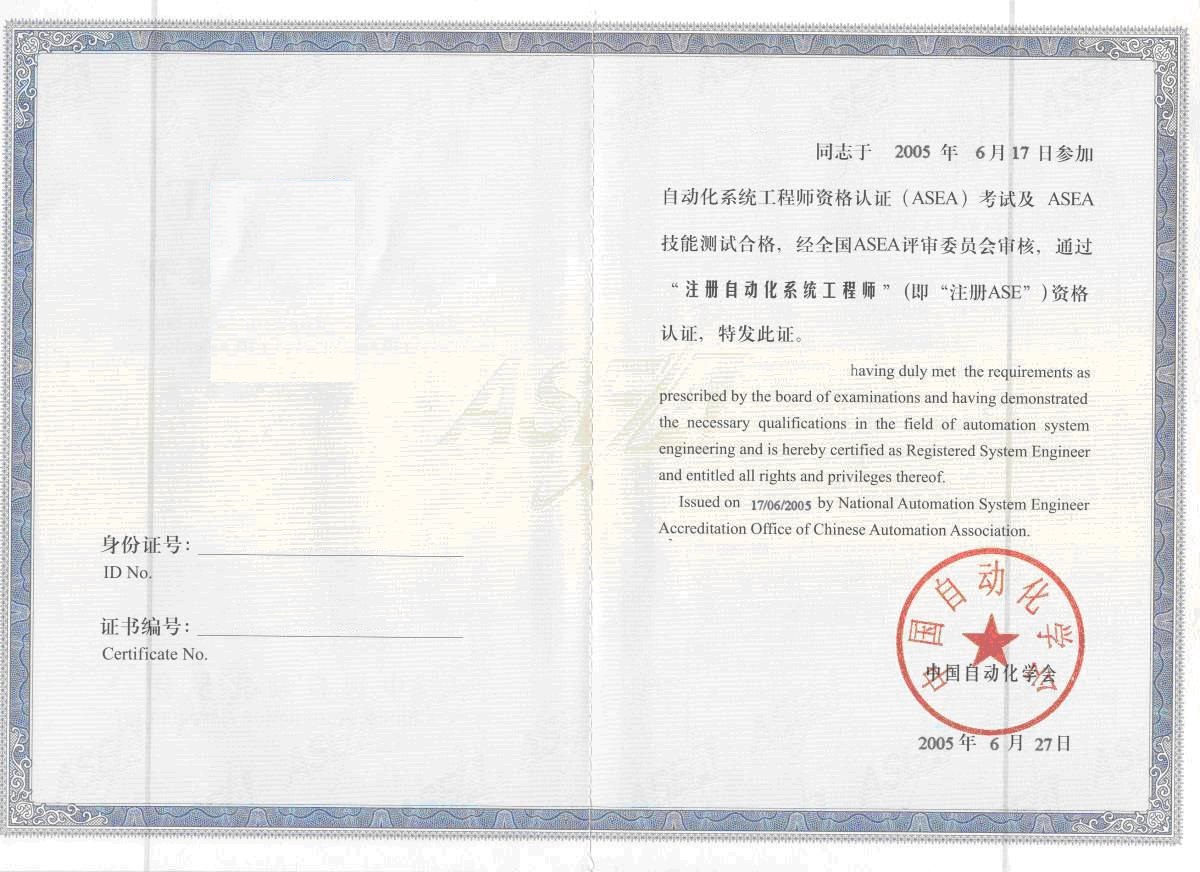 身份证号：
ID No.
证书编号：
Certificate No.
同志于 2005 年 6月17 日参加
自动化系统工程师资格认证（ASEA）考试及 ASEA
技能测试合格，经全国ASEA评审委员会审核，通过
“注册自动化系统工程师”（即“注册ASE”）资格
认证，特发此证。
having duly met the requirements as
prescribed by the board of examinations and having demonstrated
the necessary qualifications in the field of automation system
engineering and is hereby certified as Registered System Engineer
and entitled all rights and privileges thereof.
Issued on 17/06/2005 by National Automation System Engineer
Accreditation Office of Chinese Automation Association.
中国自动化学会
中国自动化学会
2005 年 6 月 27日